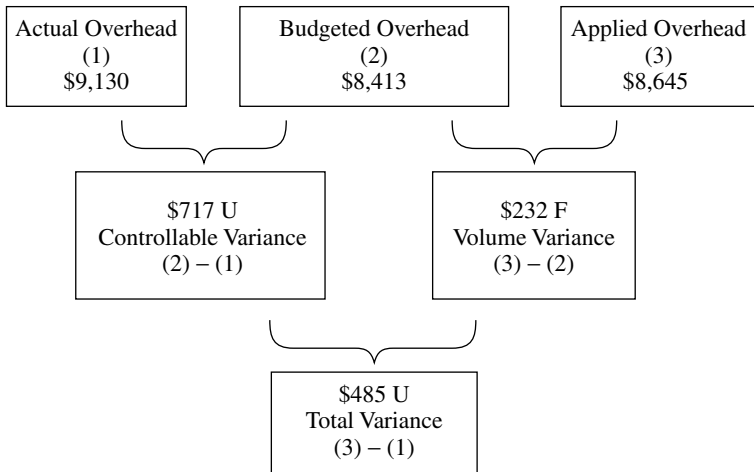 Actual Overhead
(1)
$9,130
Budgeted Overhead
(2)
$8,413
Applied Overhead
(3)
$8,645
$717 U
Controllable Variance
(2) – (1)
$232 F
Volume Variance
(3) – (2)
$485 U
Total Variance
(3) – (1)